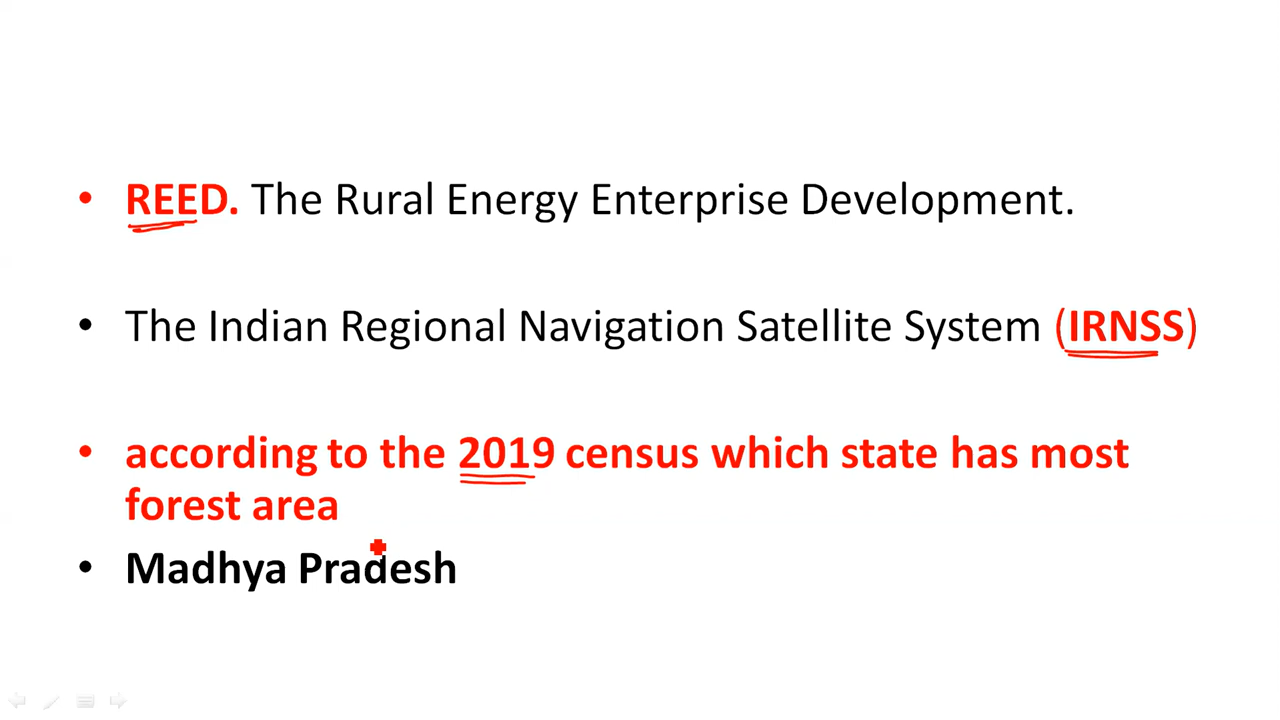 • REED. The Rural Energy Enterprise Development.
• The Indian Regional Navigation Satellite System (IRNSS)
• according to the 2019 census which state has most
forest area
• Madhya Pradesh